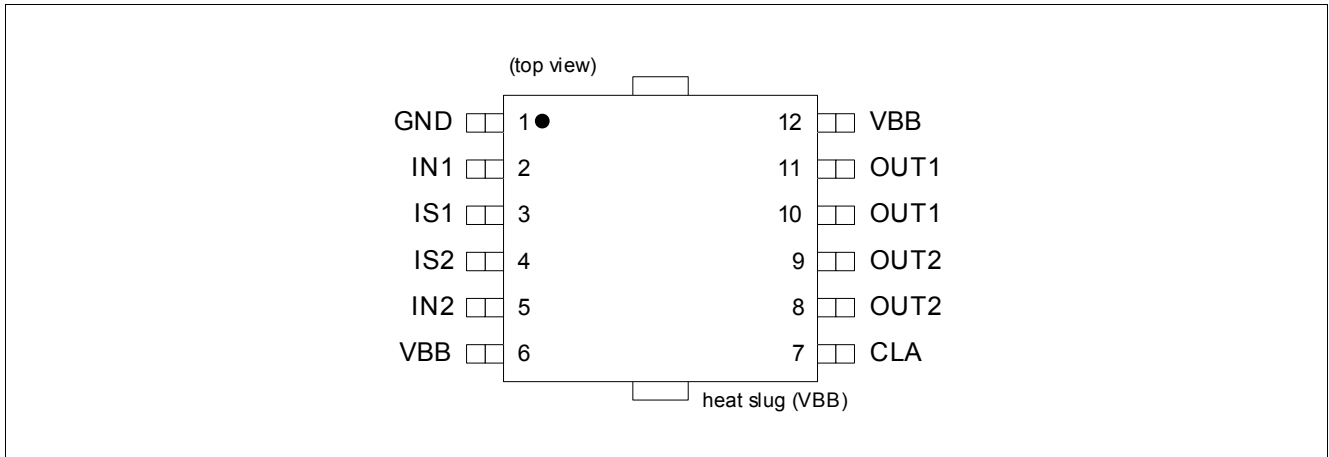 (top view)
GND 1 12 VBB
IN1 2 11 OUT1
IS1 3 10 OUT1
IS2 4 9 OUT2
IN2 5 8 OUT2
VBB 6 7 CLA
heat slug (VBB)